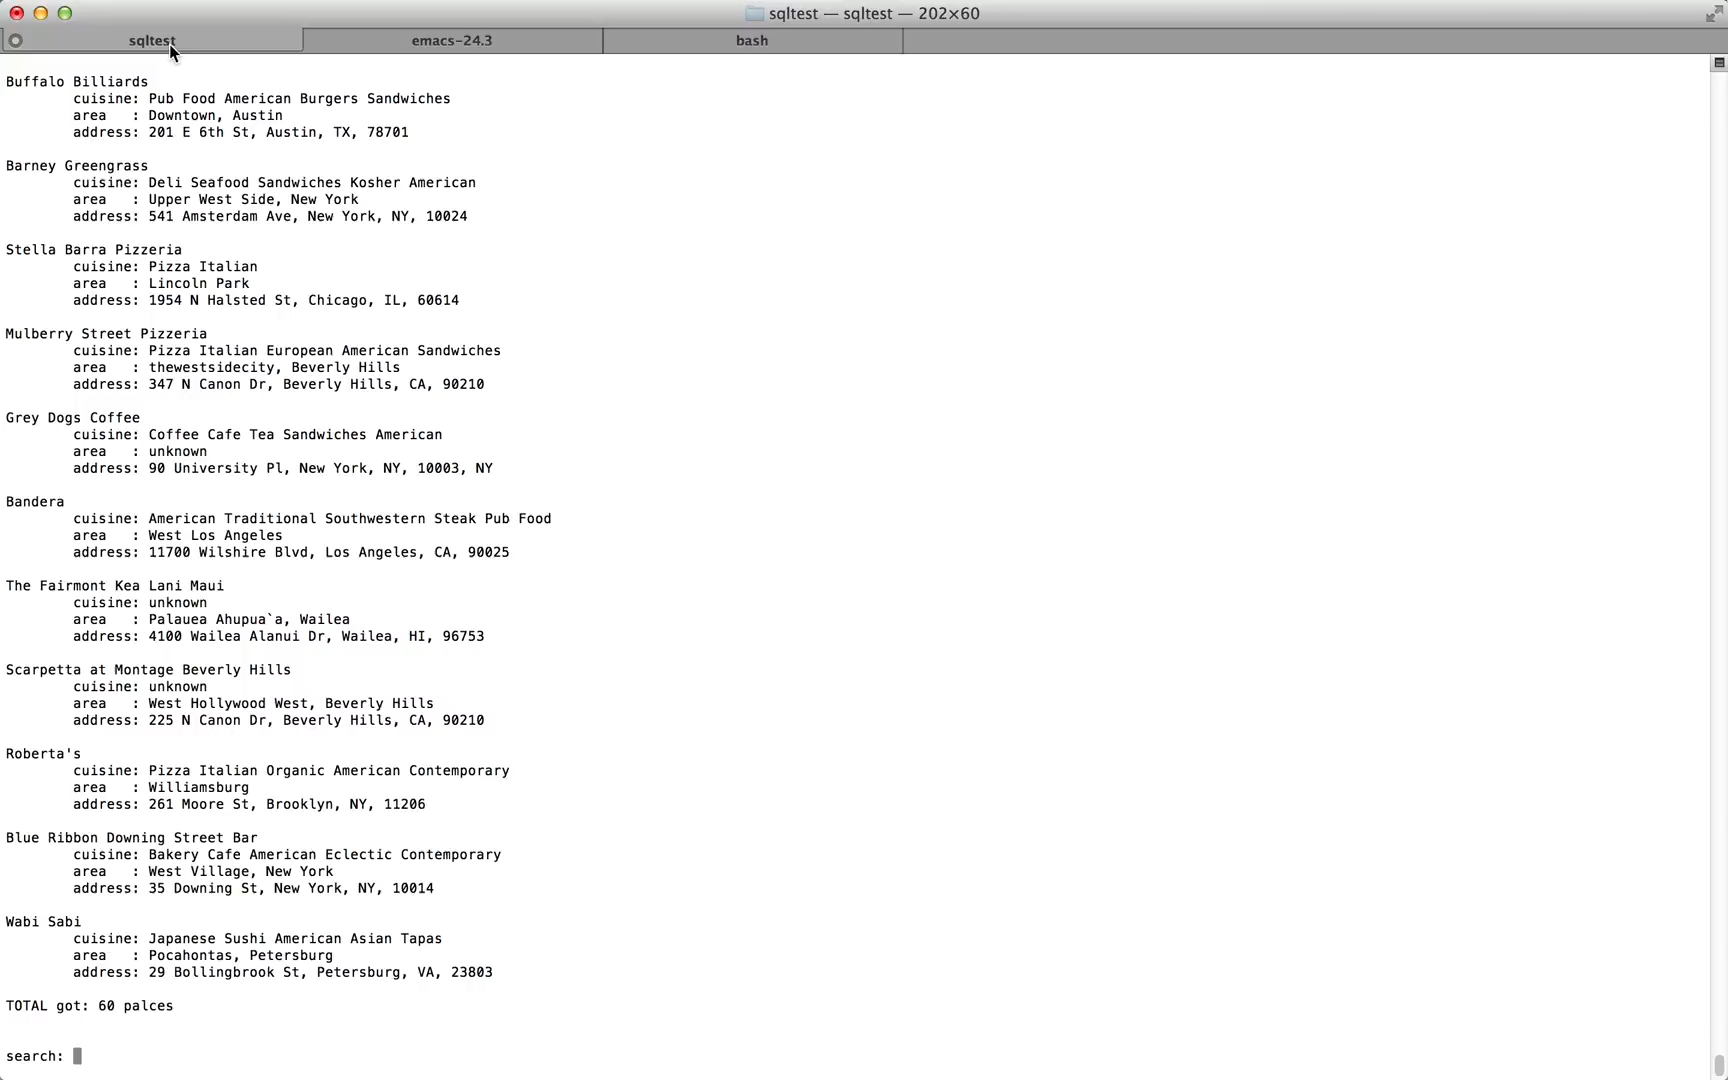 sqltest — sqltest — 202×60
sqltest emacs-24.3 bash
Buffalo Billiards
cuisine: Pub Food American Burgers Sandwiches
area : Downtown, Austin
address: 201 E 6th St, Austin, TX, 78701
Barney Greengrass
cuisine: Deli Seafood Sandwiches Kosher American
area : Upper West Side, New York
address: 541 Amsterdam Ave, New York, NY, 10024
Stella Barra Pizzeria
cuisine: Pizza Italian
area : Lincoln Park
address: 1954 N Halsted St, Chicago, IL, 60614
Mulberry Street Pizzeria
cuisine: Pizza Italian European American Sandwiches
area : thewestsidecity, Beverly Hills
address: 347 N Canon Dr, Beverly Hills, CA, 90210
Grey Dogs Coffee
cuisine: Coffee Cafe Tea Sandwiches American
area : unknown
address: 90 University Pl, New York, NY, 10003, NY
Bandera
cuisine: American Traditional Southwestern Steak Pub Food
area : West Los Angeles
address: 11700 Wilshire Blvd, Los Angeles, CA, 90025
The Fairmont Kea Lani Maui
cuisine: unknown
area : Palauea Ahupua`a, Wailea
address: 4100 Wailea Alanui Dr, Wailea, HI, 96753
Scarpetta at Montage Beverly Hills
cuisine: unknown
area : West Hollywood West, Beverly Hills
address: 225 N Canon Dr, Beverly Hills, CA, 90210
Roberta's
cuisine: Pizza Italian Organic American Contemporary
area : Williamsburg
address: 261 Moore St, Brooklyn, NY, 11206
Blue Ribbon Downing Street Bar
cuisine: Bakery Cafe American Eclectic Contemporary
area : West Village, New York
address: 35 Downing St, New York, NY, 10014
Wabi Sabi
cuisine: Japanese Sushi American Asian Tapas
area : Pocahontas, Petersburg
address: 29 Bollingbrook St, Petersburg, VA, 23803
TOTAL got: 60 palces
search: